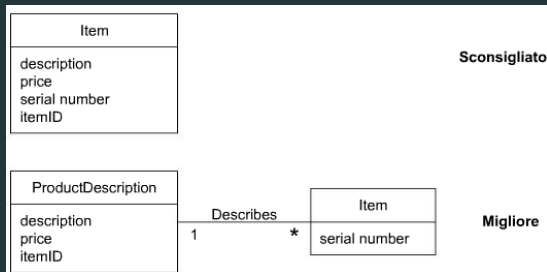 Item
description
price
serial number
itemID
Sconsigliato
ProductDescription
description
price
itemID
Describes
1
*
Item
serial number
Migliore